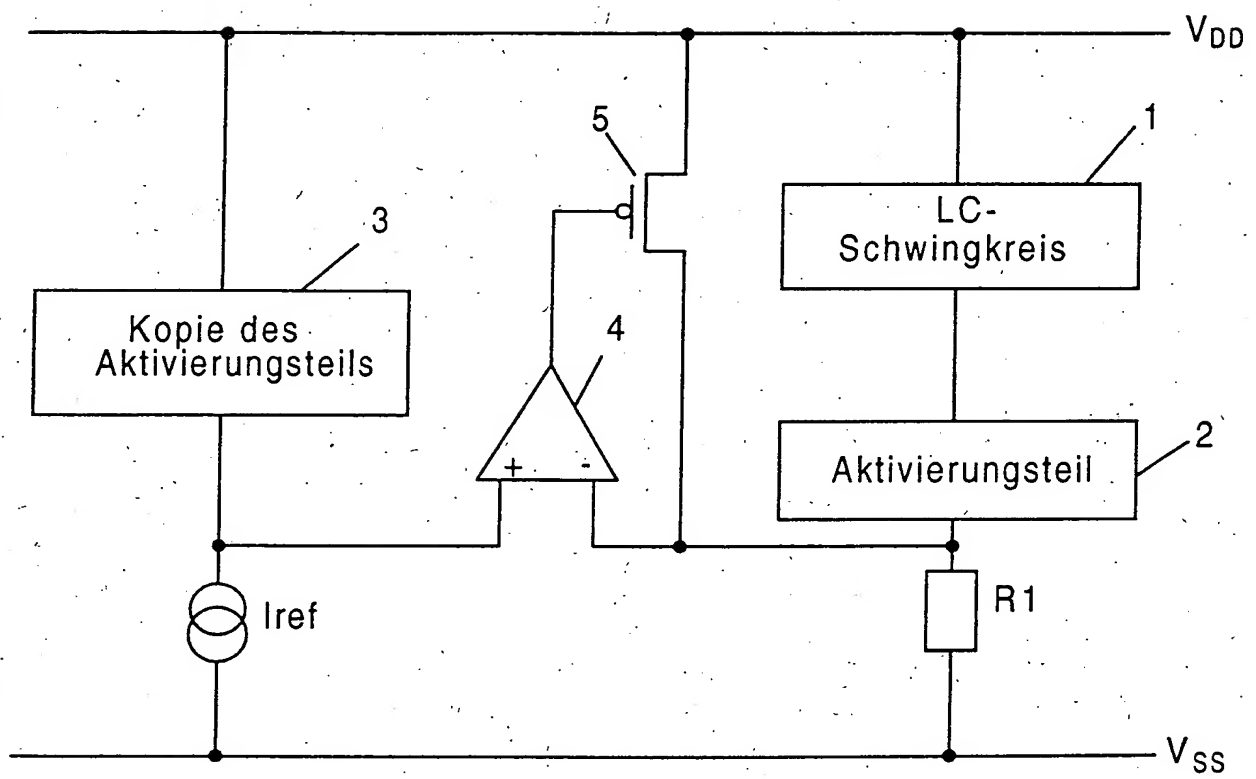 V_DD
5
1
LC-
Schwingkreis
3
Kopie des
Aktivierungsteils
4
2
Aktivierungsteil
+ -
Iref
R1
V_SS